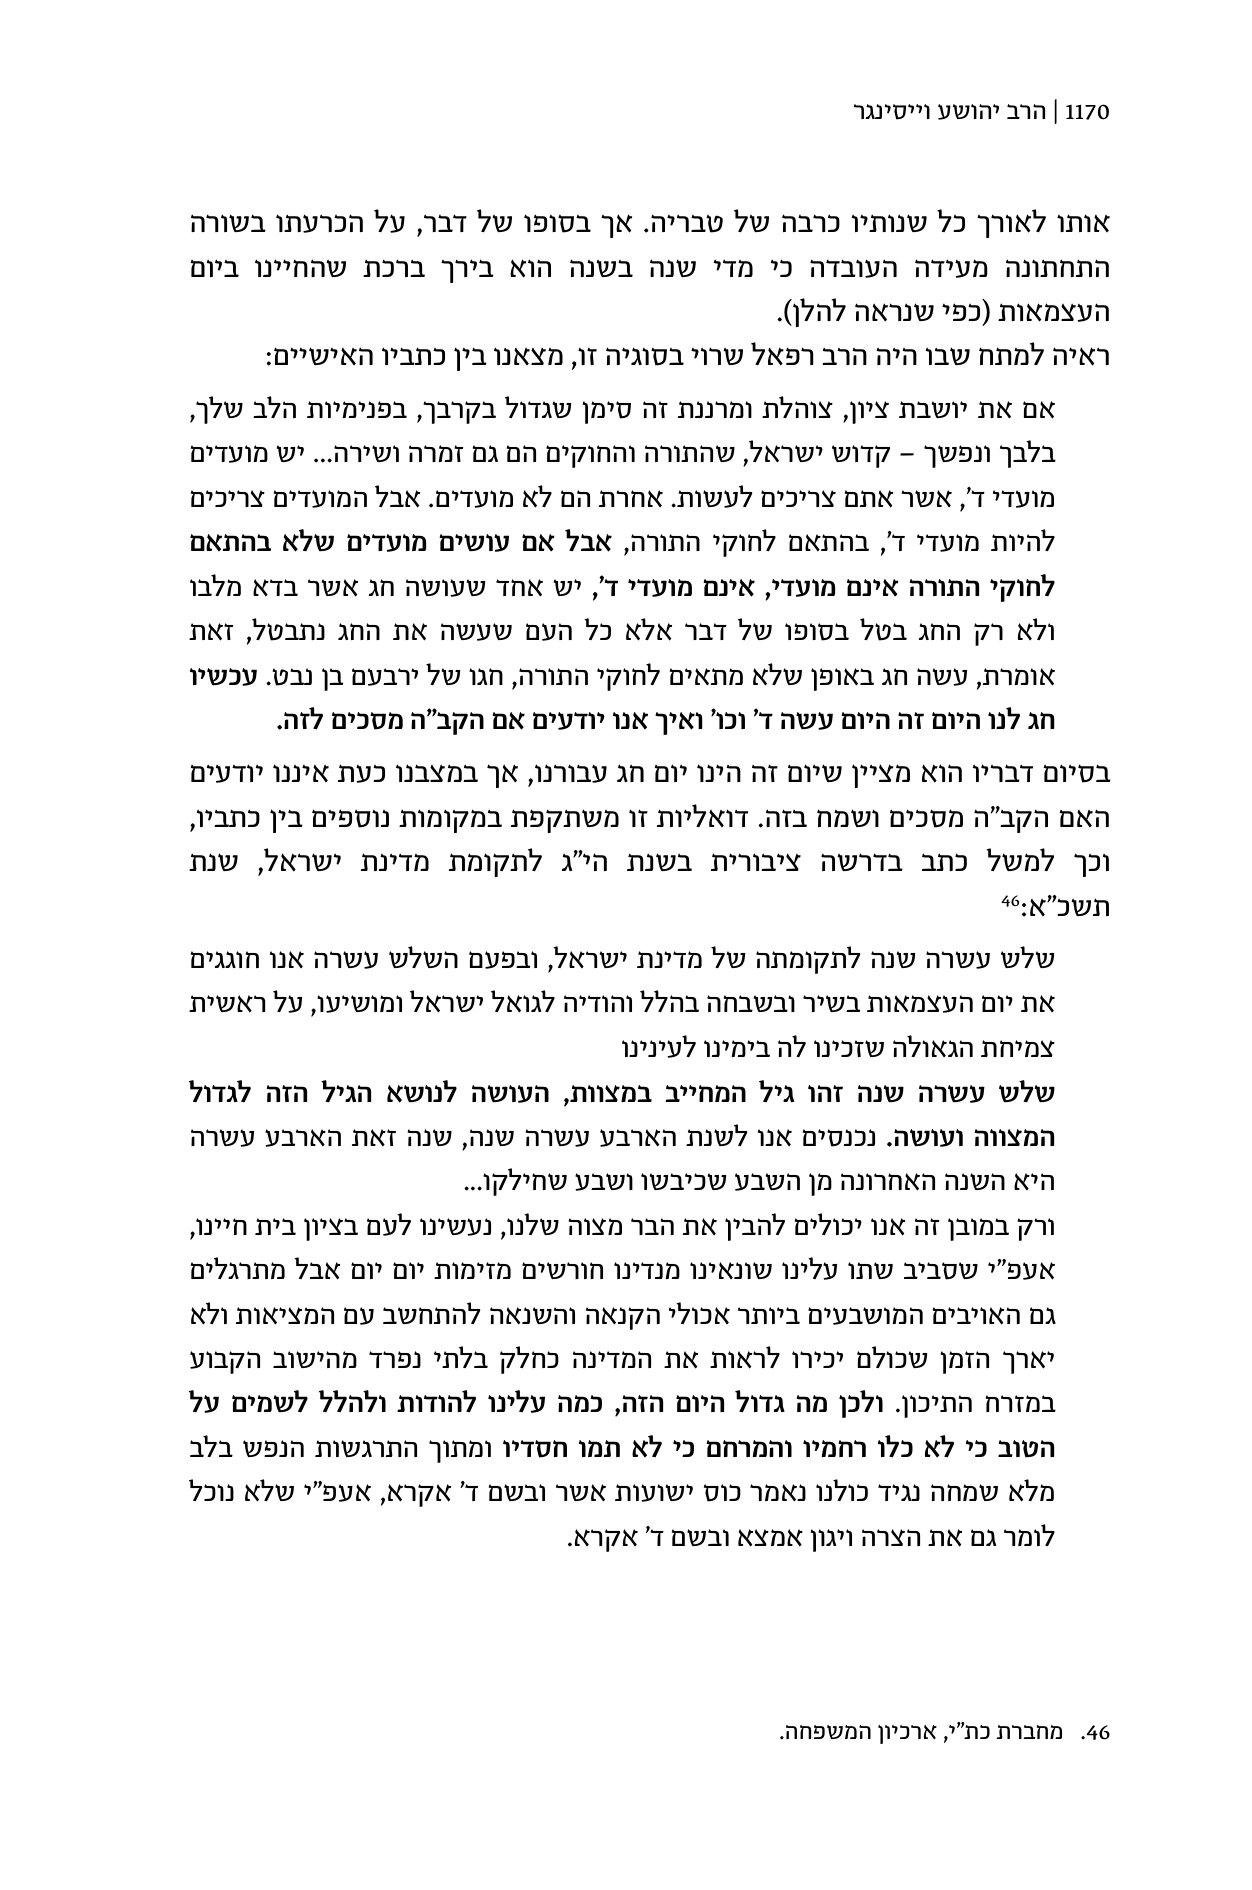 1170 | הרב יהושע וייסינגר
אותו לאורך כל שנותיו כרבה של טבריה. אך בסופו של דבר, על הכרעתו בשורה
התחתונה מעידה העובדה כי מדי שנה בשנה הוא בירך ברכת שהחיינו ביום
העצמאות (כפי שנראה להלן).
ראיה למתח שבו היה הרב רפאל שרוי בסוגיה זו, מצאנו בין כתביו האישיים:
אם את יושבת ציון, צוהלת ומרננת זה סימן שגדול בקרבך, בפנימיות הלב שלך,
בלבך ונפשך – קדוש ישראל, שהתורה והחוקים הם גם זמרה ושירה... יש מועדים
מועדי ד', אשר אתם צריכים לעשות. אחרת הם לא מועדים. אבל המועדים צריכים
להיות מועדי ד', בהתאם לחוקי התורה, אבל אם עושים מועדים שלא בהתאם
לחוקי התורה אינם מועדי, אינם מועדי ד', יש אחד שעושה חג אשר בדא מלבו
ולא רק החג בטל בסופו של דבר אלא כל העם שעשה את החג נתבטל, זאת
אומרת, עשה חג באופן שלא מתאים לחוקי התורה, חגו של ירבעם בן נבט. עכשיו
חג לנו היום זה היום עשה ד' וכו' ואיך אנו יודעים אם הקב"ה מסכים לזה.
בסיום דבריו הוא מציין שיום זה הינו יום חג עבורנו, אך במצבנו כעת איננו יודעים
האם הקב"ה מסכים ושמח בזה. דואליות זו משתקפת במקומות נוספים בין כתביו,
וכך למשל כתב בדרשה ציבורית בשנת הי"ג לתקומת מדינת ישראל, שנת
תשכ"א:46
שלש עשרה שנה לתקומתה של מדינת ישראל, ובפעם השלש עשרה אנו חוגגים
את יום העצמאות בשיר ובשבחה בהלל והודיה לגואל ישראל ומושיעו, על ראשית
צמיחת הגאולה שזכינו לה בימינו לעינינו
שלש עשרה שנה זהו גיל המחייב במצוות, העושה לנושא הגיל הזה לגדול
המצווה ועושה. נכנסים אנו לשנת הארבע עשרה שנה, שנה זאת הארבע עשרה
היא השנה האחרונה מן השבע שכיבשו ושבע שחילקו...
ורק במובן זה אנו יכולים להבין את הבר מצוה שלנו, נעשינו לעם בציון בית חיינו,
אעפ"י שסביב שתו עלינו שונאינו מנדינו חורשים מזימות יום יום אבל מתרגלים
גם האויבים המושבעים ביותר אכולי הקנאה והשנאה להתחשב עם המציאות ולא
יארך הזמן שכולם יכירו לראות את המדינה כחלק בלתי נפרד מהישוב הקבוע
במזרח התיכון. ולכן מה גדול היום הזה, כמה עלינו להודות ולהלל לשמים על
הטוב כי לא כלו רחמיו והמרחם כי לא תמו חסדיו ומתוך התרגשות הנפש בלב
מלא שמחה נגיד כולנו נאמר כוס ישועות אשר ובשם ד' אקרא, אעפ"י שלא נוכל
לומר גם את הצרה ויגון אמצא ובשם ד' אקרא.
46. מחברת כת"י, ארכיון המשפחה.